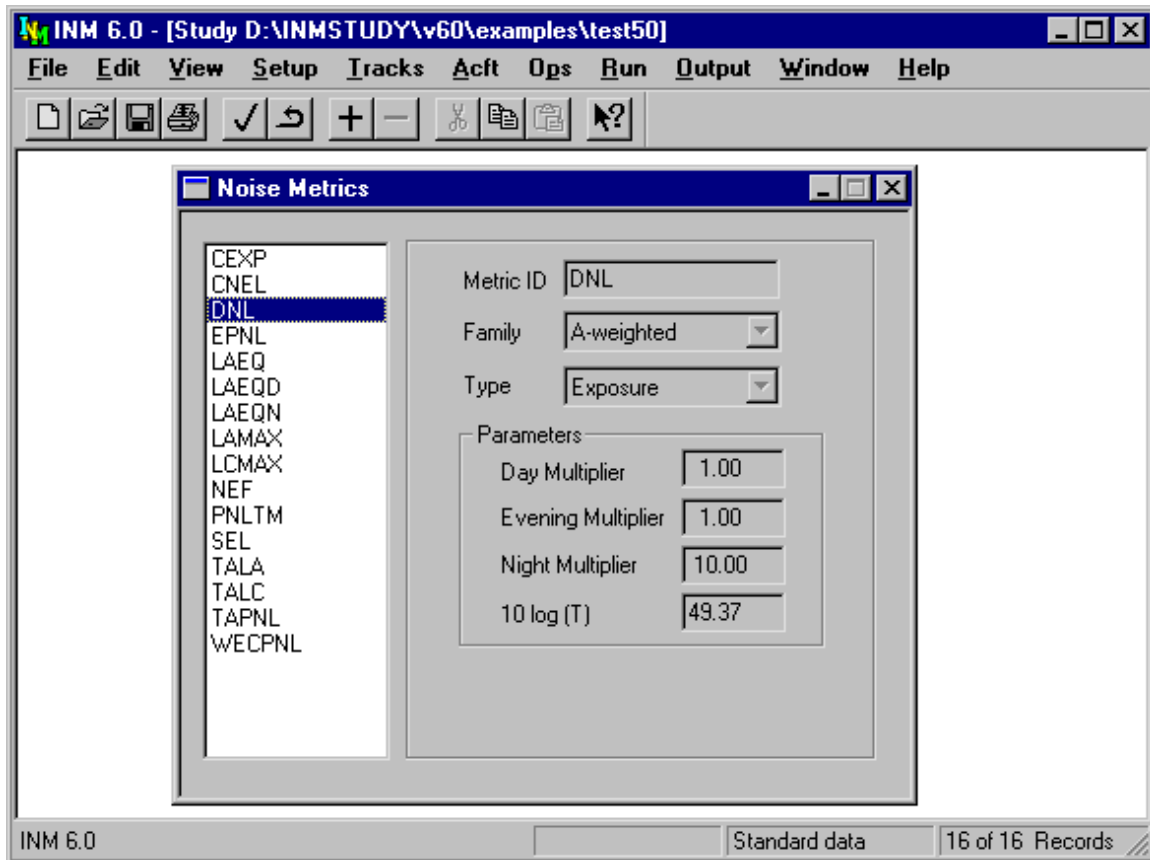 INM 6.0 - [Study D:\INMSTUDY\v60\examples\test50]
File Edit View Setup Tracks Acft Ops Run Output Window Help
Noise Metrics
CEXP
CNEL
DNL
EPNL
LAEQ
LAEQD
LAEQN
LAMAX
LCMAX
NEF
PNLTM
SEL
TALA
TALC
TAPNL
WECPNL
Metric ID DNL
Family A-weighted
Type Exposure
Parameters
Day Multiplier 1.00
Evening Multiplier 1.00
Night Multiplier 10.00
10 log (T) 49.37
INM 6.0 Standard data 16 of 16 Records